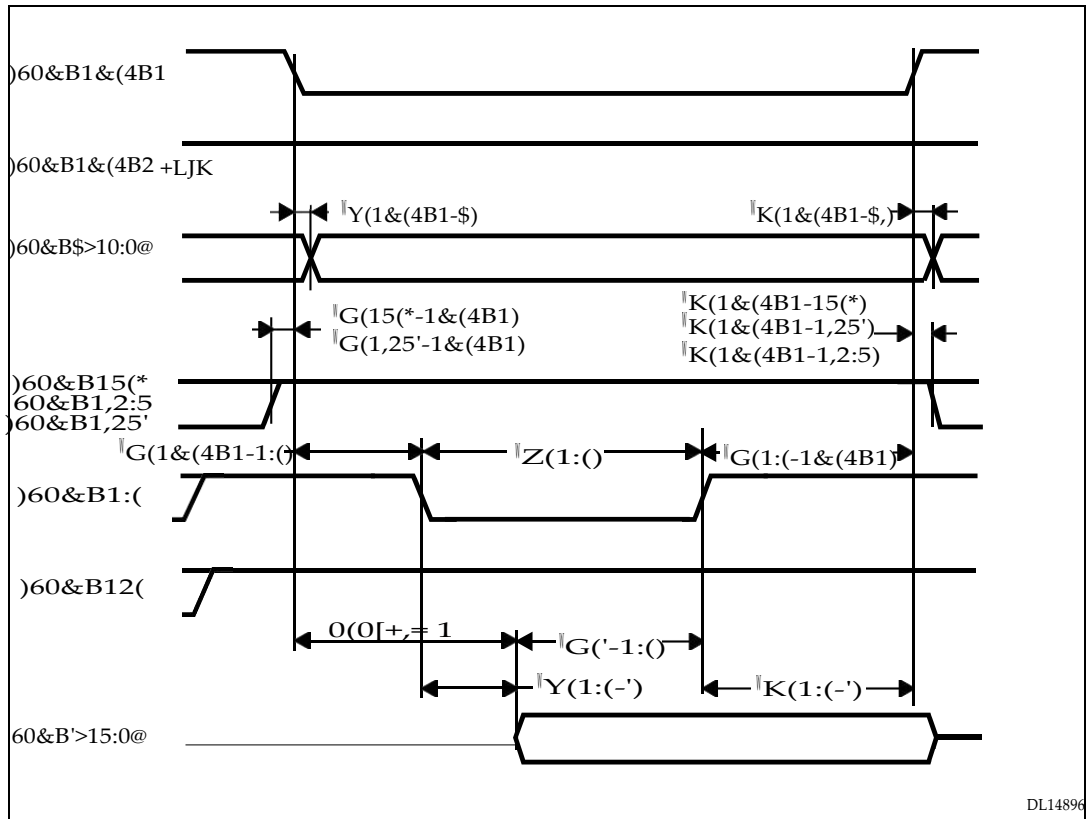 )60&B1&(4B1
)60&B1&(4B2 +LJK
\Y(1&(4B1-$)
\K(1&(4B1-$,)
)60&B$>10:0@
\G(15(*-1&(4B1)
\G(1,25'-1&(4B1)
\K(1&(4B1-15(*)
\K(1&(4B1-1,25')
\K(1&(4B1-1,2:5)
)60&B15(*
60&B1,2:5
)60&B1,25'
\G(1&(4B1-1:()
\Z(1:()
\G(1:(-1&(4B1)
)60&B1:(
)60&B12(
0(0[+,= 1
\G('-1:()
\Y(1:(-')
\K(1:(-')
60&B'>15:0@
DL14896